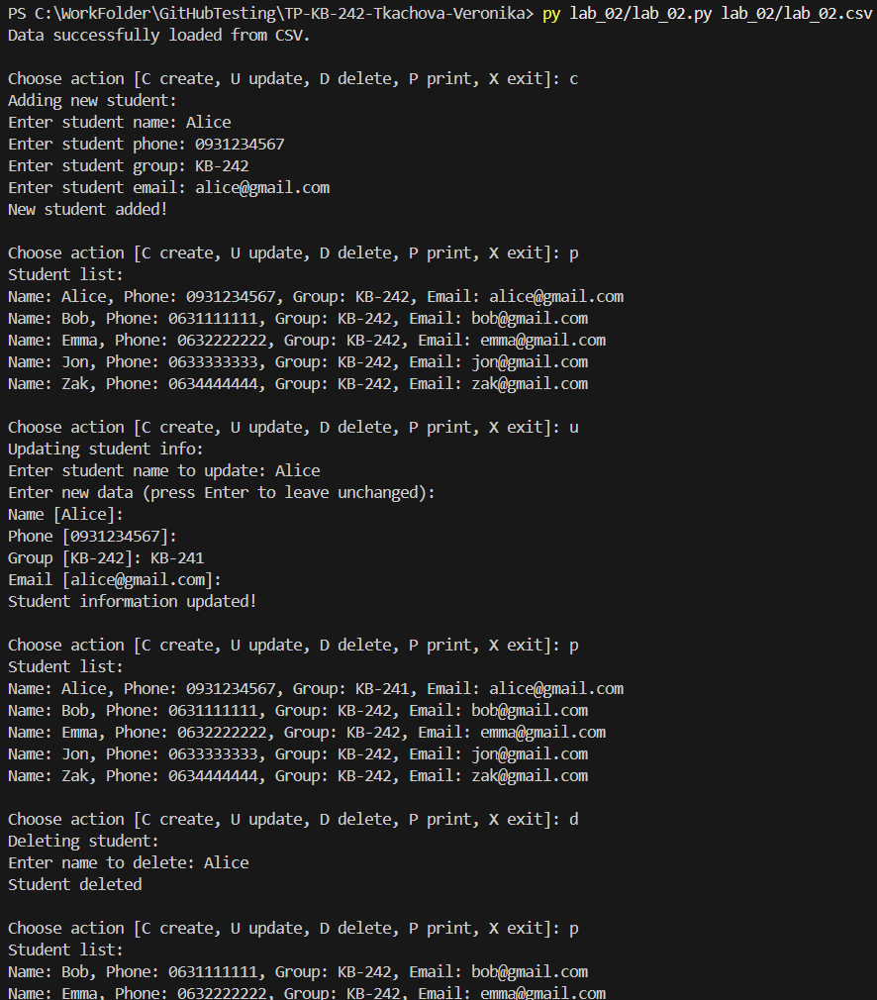 PS C:\WorkFolder\GitHubTesting\TP-KB-242-Tkachova-Veronika> py lab_02/lab_02.py lab_02/lab_02.csv
Data successfully loaded from CSV.
Choose action [C create, U update, D delete, P print, X exit]: c
Adding new student:
Enter student name: Alice
Enter student phone: 0931234567
Enter student group: KB-242
Enter student email: alice@gmail.com
New student added!
Choose action [C create, U update, D delete, P print, X exit]: p
Student list:
Name: Alice, Phone: 0931234567, Group: KB-242, Email: alice@gmail.com
Name: Bob, Phone: 0631111111, Group: KB-242, Email: bob@gmail.com
Name: Emma, Phone: 0632222222, Group: KB-242, Email: emma@gmail.com
Name: Jon, Phone: 0633333333, Group: KB-242, Email: jon@gmail.com
Name: Zak, Phone: 0634444444, Group: KB-242, Email: zak@gmail.com
Choose action [C create, U update, D delete, P print, X exit]: u
Updating student info:
Enter student name to update: Alice
Enter new data (press Enter to leave unchanged):
Name [Alice]:
Phone [0931234567]:
Group [KB-242]: KB-241
Email [alice@gmail.com]:
Student information updated!
Choose action [C create, U update, D delete, P print, X exit]: p
Student list:
Name: Alice, Phone: 0931234567, Group: KB-241, Email: alice@gmail.com
Name: Bob, Phone: 0631111111, Group: KB-242, Email: bob@gmail.com
Name: Emma, Phone: 0632222222, Group: KB-242, Email: emma@gmail.com
Name: Jon, Phone: 0633333333, Group: KB-242, Email: jon@gmail.com
Name: Zak, Phone: 0634444444, Group: KB-242, Email: zak@gmail.com
Choose action [C create, U update, D delete, P print, X exit]: d
Deleting student:
Enter name to delete: Alice
Student deleted
Choose action [C create, U update, D delete, P print, X exit]: p
Student list:
Name: Bob, Phone: 0631111111, Group: KB-242, Email: bob@gmail.com
Name: Emma, Phone: 0632222222, Group: KB-242, Email: emma@gmail.com